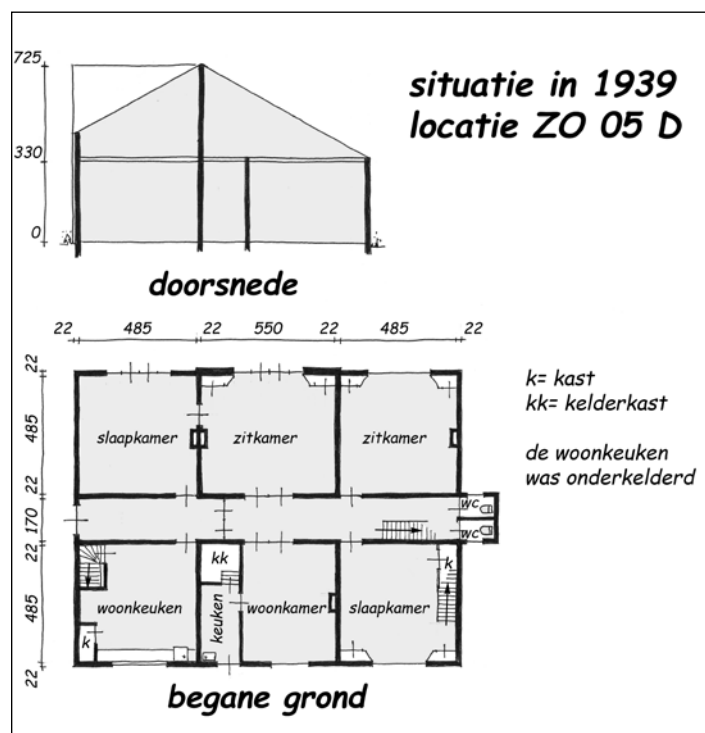 725
330
0
situatie in 1939
locatie ZO 05 D
doorsnede
22 485 22 550 22 485 22
22
485
22
170
22
485
22
k= kast
kk= kelderkast
de woonkeuken
was onderkelderd
slaapkamer zitkamer zitkamer
wc
wc
kk k
woonkeuken keuken woonkamer slaapkamer
k
begane grond